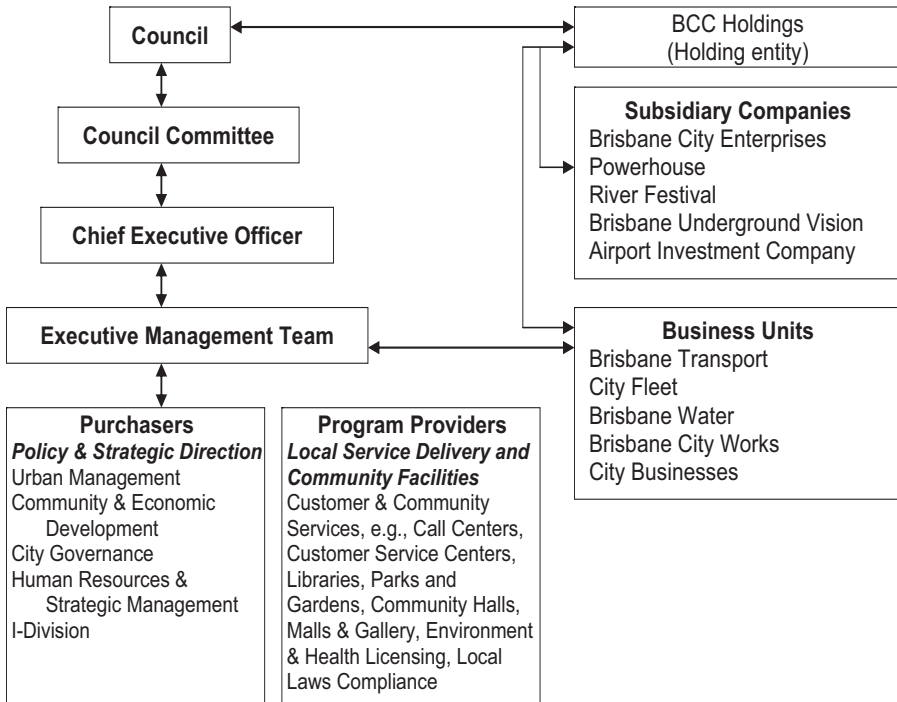 Council
Council Committee
Chief Executive Officer
Executive Management Team
BCC Holdings
(Holding entity)
Subsidiary Companies
Brisbane City Enterprises
Powerhouse
River Festival
Brisbane Underground Vision
Airport Investment Company
Business Units
Brisbane Transport
City Fleet
Brisbane Water
Brisbane City Works
City Businesses
Purchasers
Policy & Strategic Direction
Urban Management
Community & Economic
Development
City Governance
Human Resources &
Strategic Management
I-Division
Program Providers
Local Service Delivery and
Community Facilities
Customer & Community
Services, e.g., Call Centers,
Customer Service Centers,
Libraries, Parks and
Gardens, Community Halls,
Malls & Gallery, Environment
& Health Licensing, Local
Laws Compliance